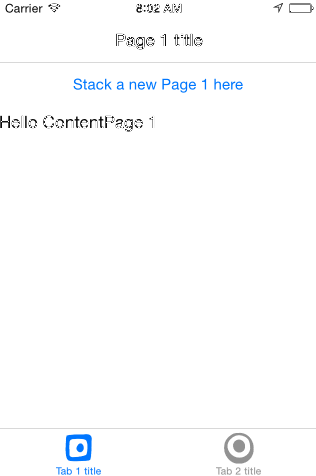 Carrier 8:02 AM
Page 1 title
Stack a new Page 1 here
Hello ContentPage 1
Tab 1 title Tab 2 title